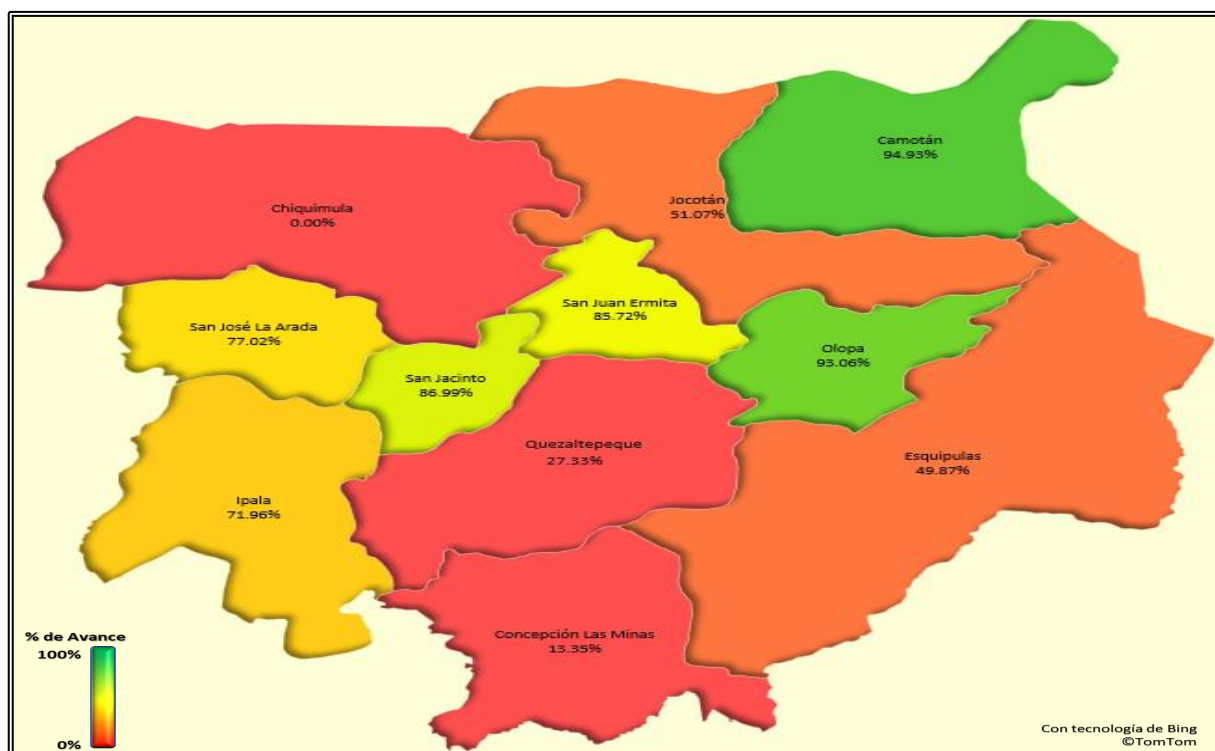 Camotán
94.93%
Chiquimula
0.00%
Jocotán
51.07%
San Juan Ermita
85.72%
San José La Arada
77.02%
Olopa
93.06%
San Jacinto
86.99%
Quezaltepeque
27.33%
Esquipulas
49.87%
Ipala
71.96%
Concepción Las Minas
13.35%
% de Avance
100%
0%
Con tecnología de Bing
©TomTom